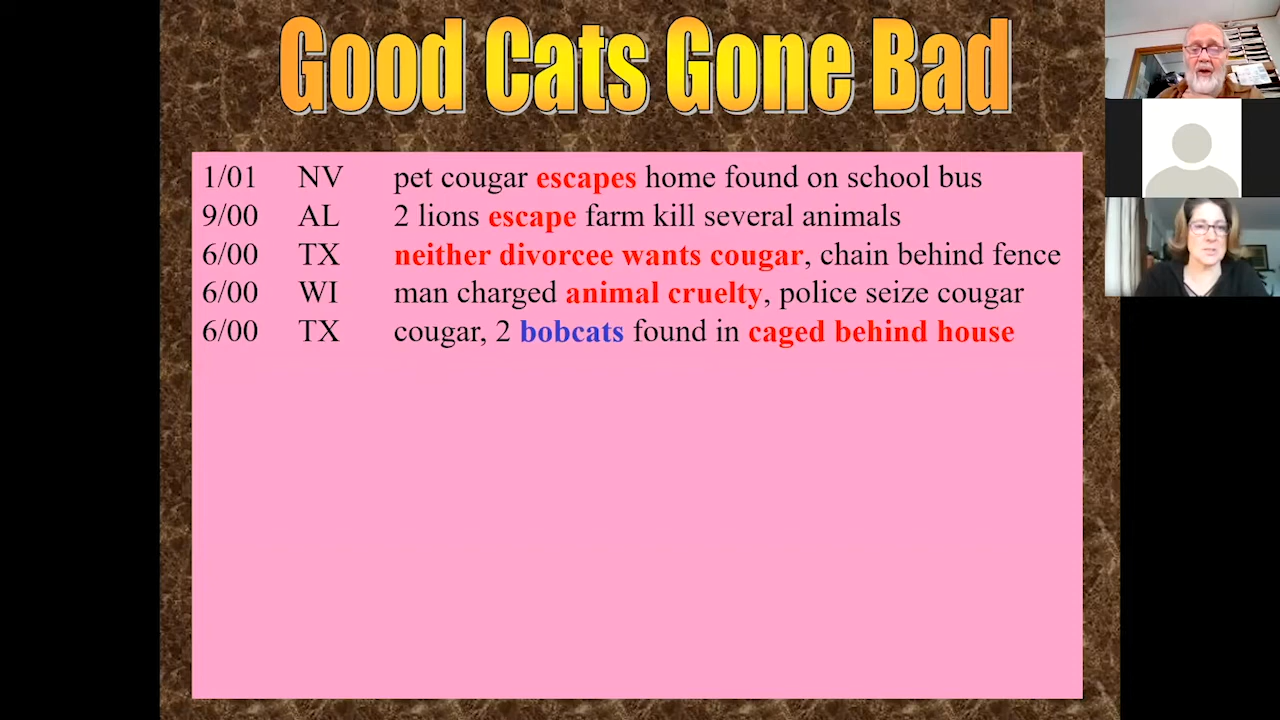 Good Cats Gone Bad
1/01 NV pet cougar escapes home found on school bus
9/00 AL 2 lions escape farm kill several animals
6/00 TX neither divorcee wants cougar, chain behind fence
6/00 WI man charged animal cruelty, police seize cougar
6/00 TX cougar, 2 bobcats found in caged behind house